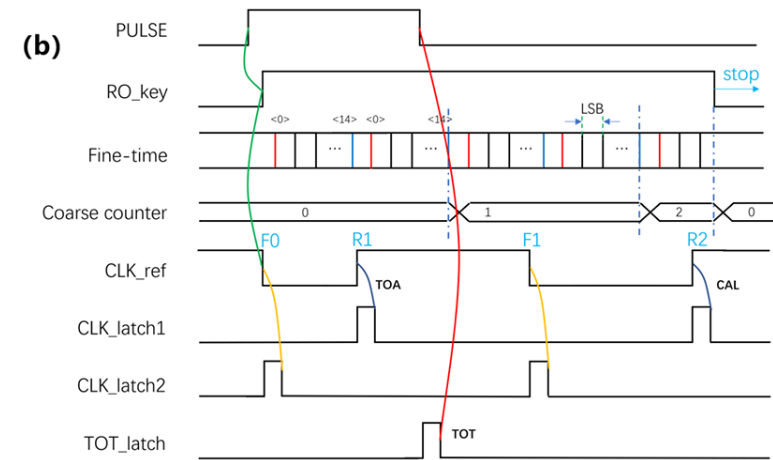 (b)
PULSE
RO_key
stop
<0> <14> <0> <14> LSB
Fine-time ... ... ... ...
Coarse counter 0 1 2 0
F0 R1 F1 R2
CLK_ref TOA CAL
CLK_latch1
CLK_latch2
TOT_latch TOT